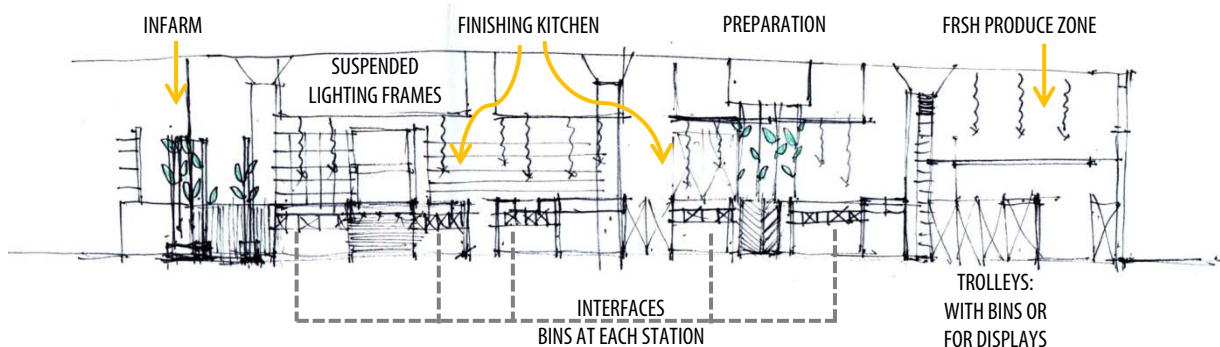 INFARM
FINISHING KITCHEN
PREPARATION
FRSH PRODUCE ZONE
SUSPENDED
LIGHTING FRAMES
INTERFACES
BINS AT EACH STATION
TROLLEYS:
WITH BINS OR
FOR DISPLAYS